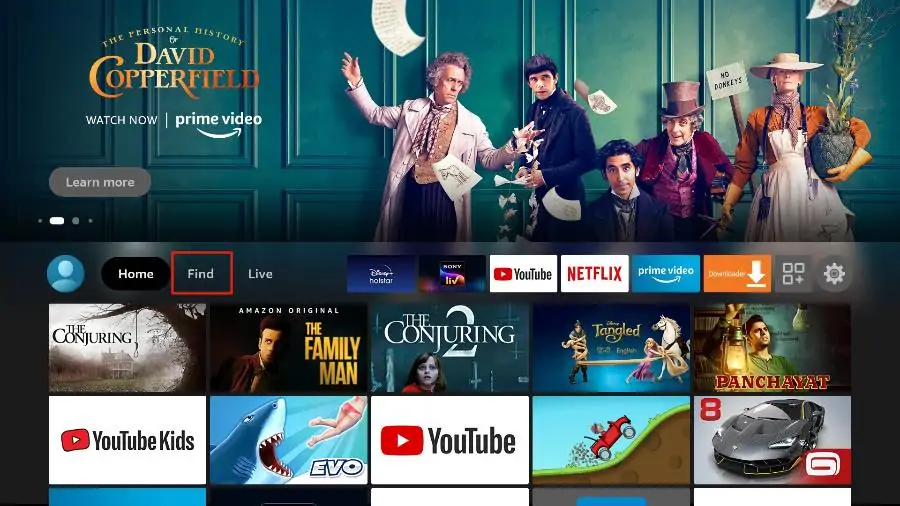 THE PERSONAL HISTORY
OF
DAVID
COPPERFIELD
WATCH NOW | prime video
NO
DONKEYS
Learn more
Home
Find
Live
Disney+
hotstar
SONY
liv
YouTube
NETFLIX
prime video
Downloader
THE
CONJURING
AMAZON ORIGINAL
THE
FAMILY
MAN
THE
CONJURING
2
Disney
Tangled
हिन्दी English
PANCHAYAT
YouTube Kids
EVO
YouTube
8